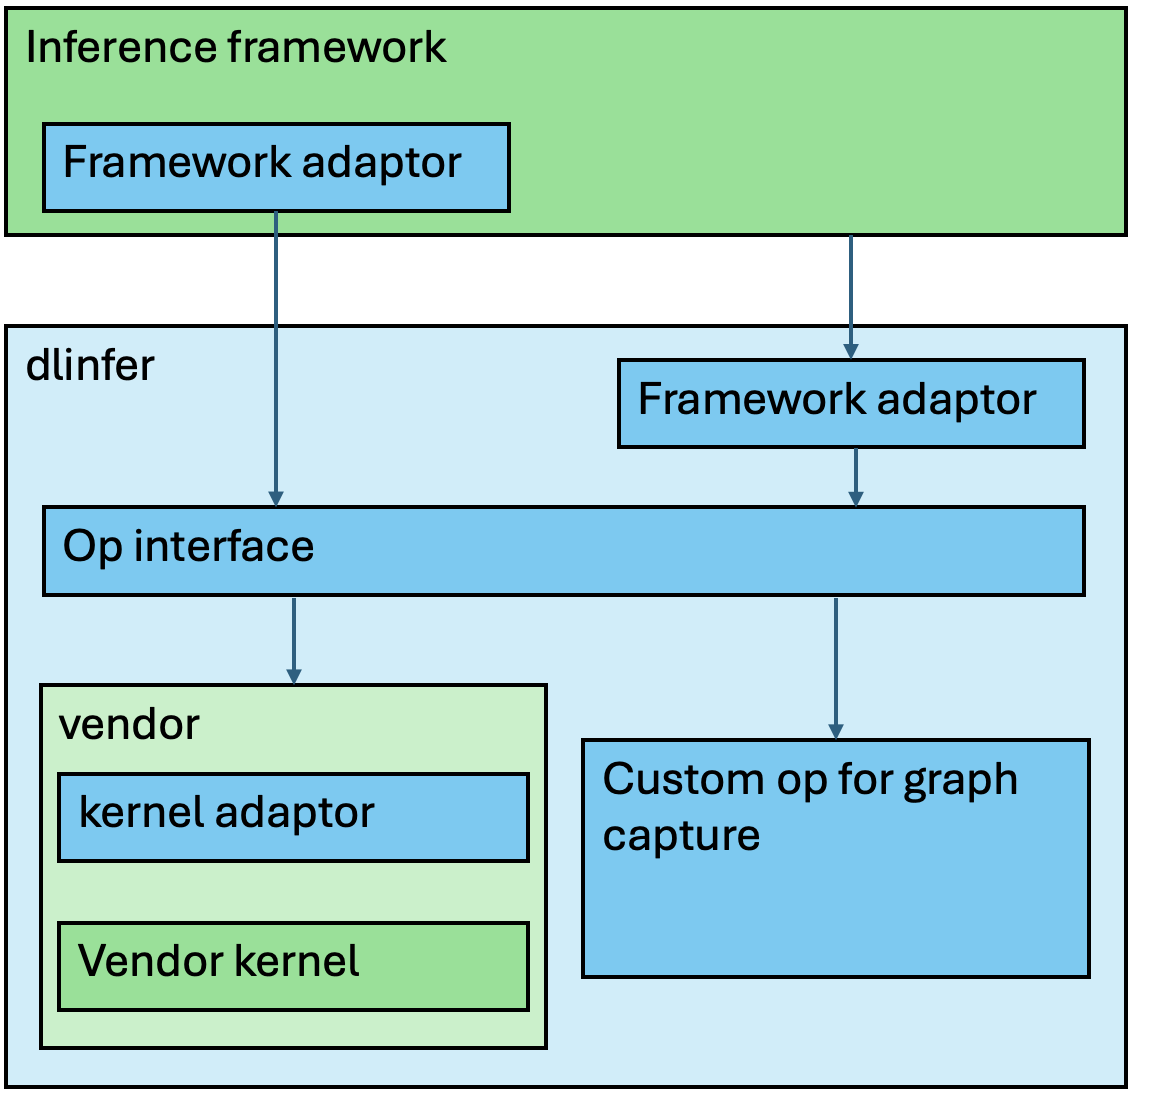 Inference framework
Framework adaptor
dlinfer
Framework adaptor
Op interface
vendor
kernel adaptor
Vendor kernel
Custom op for graph
capture